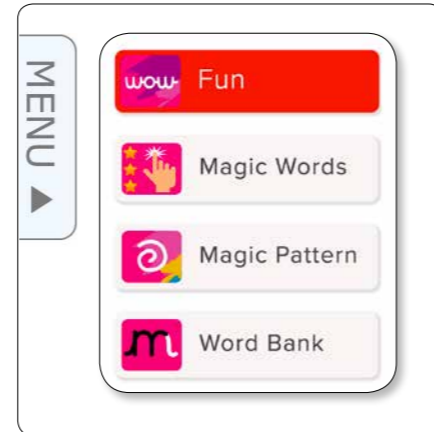 MENU ▶
wow Fun
Magic Words
Magic Pattern
m Word Bank